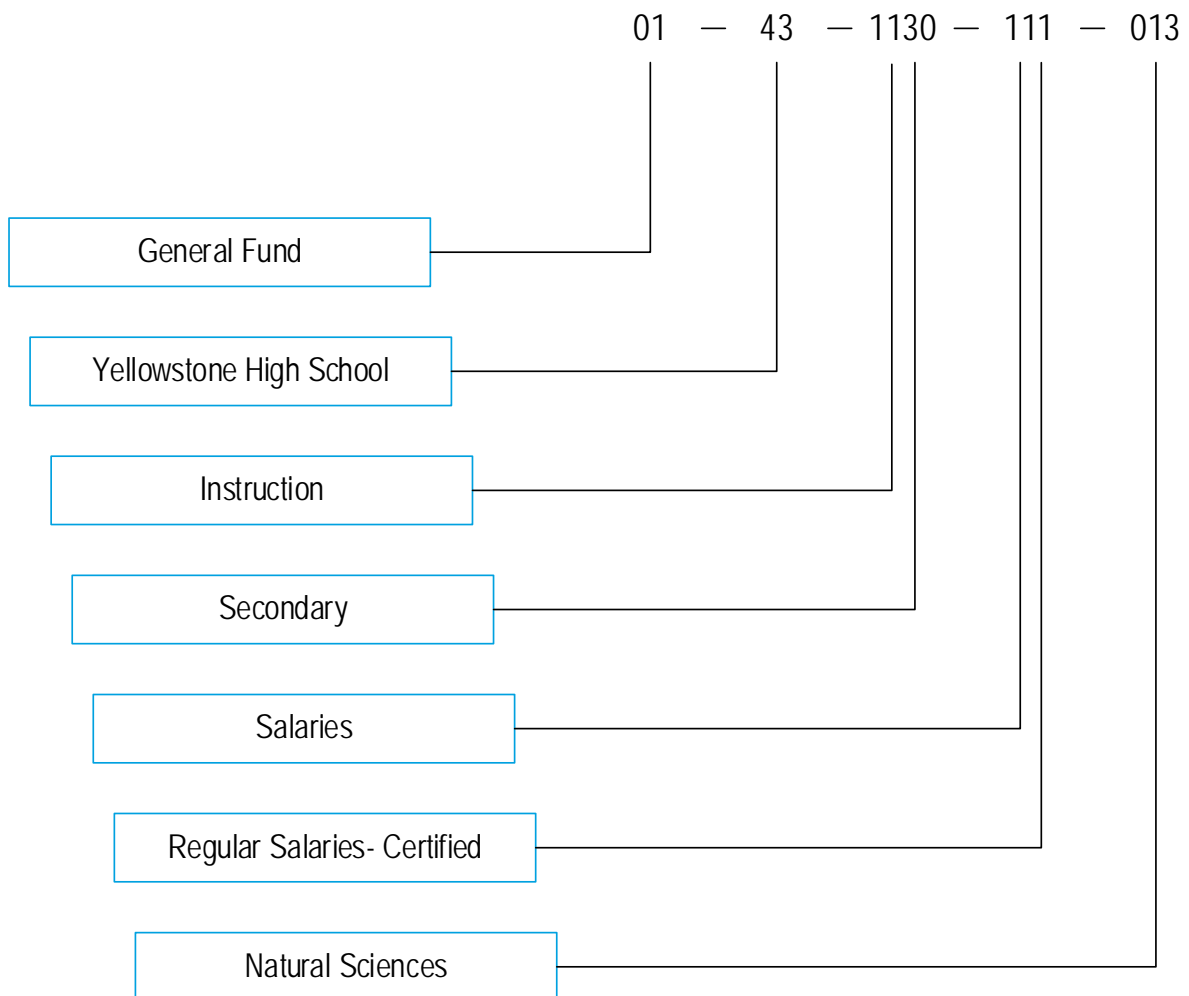 01 — 43 — 1130 — 111 — 013
General Fund
Yellowstone High School
Instruction
Secondary
Salaries
Regular Salaries- Certified
Natural Sciences